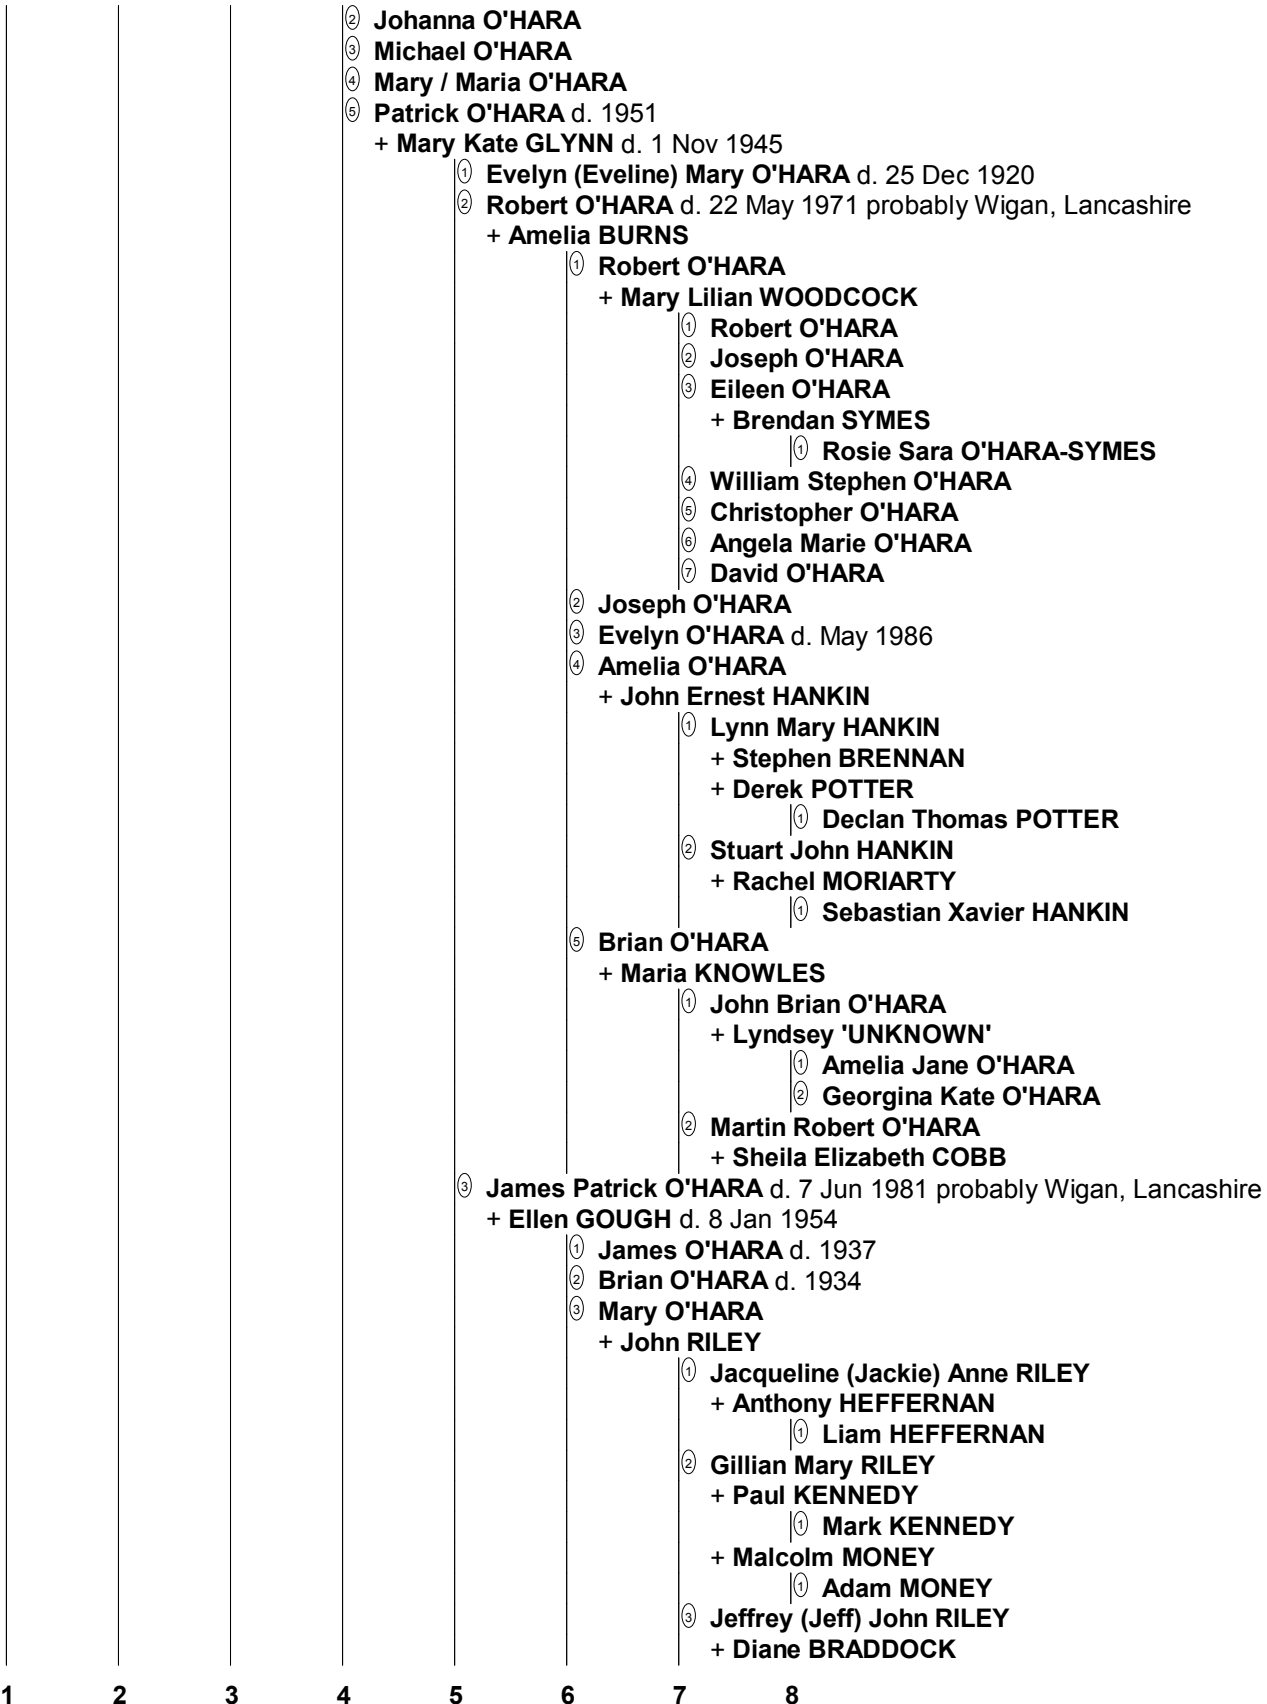 2 Johanna O'HARA
3 Michael O'HARA
4 Mary / Maria O'HARA
5 Patrick O'HARA d. 1951
+ Mary Kate GLYNN d. 1 Nov 1945
1 Evelyn (Eveline) Mary O'HARA d. 25 Dec 1920
2 Robert O'HARA d. 22 May 1971 probably Wigan, Lancashire
+ Amelia BURNS
1 Robert O'HARA
+ Mary Lilian WOODCOCK
1 Robert O'HARA
2 Joseph O'HARA
3 Eileen O'HARA
+ Brendan SYMES
1 Rosie Sara O'HARA-SYMES
4 William Stephen O'HARA
5 Christopher O'HARA
6 Angela Marie O'HARA
7 David O'HARA
2 Joseph O'HARA
3 Evelyn O'HARA d. May 1986
4 Amelia O'HARA
+ John Ernest HANKIN
1 Lynn Mary HANKIN
+ Stephen BRENNAN
+ Derek POTTER
1 Declan Thomas POTTER
2 Stuart John HANKIN
+ Rachel MORIARTY
1 Sebastian Xavier HANKIN
5 Brian O'HARA
+ Maria KNOWLES
1 John Brian O'HARA
+ Lyndsey 'UNKNOWN'
1 Amelia Jane O'HARA
2 Georgina Kate O'HARA
2 Martin Robert O'HARA
+ Sheila Elizabeth COBB
3 James Patrick O'HARA d. 7 Jun 1981 probably Wigan, Lancashire
+ Ellen GOUGH d. 8 Jan 1954
1 James O'HARA d. 1937
2 Brian O'HARA d. 1934
3 Mary O'HARA
+ John RILEY
1 Jacqueline (Jackie) Anne RILEY
+ Anthony HEFFERNAN
1 Liam HEFFERNAN
2 Gillian Mary RILEY
+ Paul KENNEDY
1 Mark KENNEDY
+ Malcolm MONEY
1 Adam MONEY
3 Jeffrey (Jeff) John RILEY
+ Diane BRADDOCK
1 2 3 4 5 6 7 8